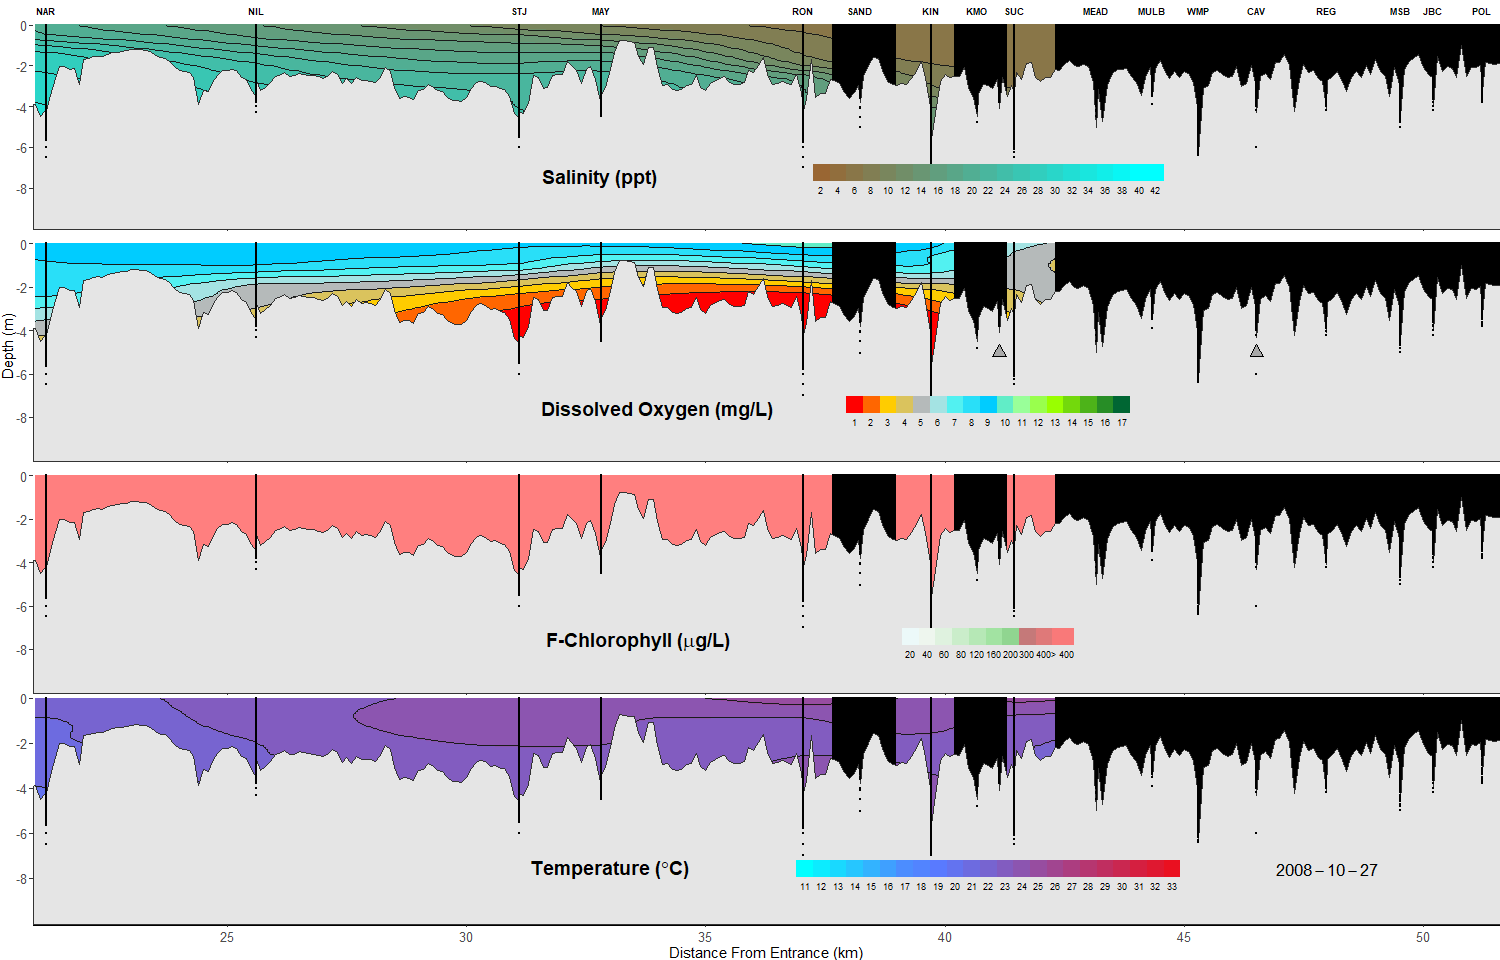 NAR NIL STJ MAY RON SAND KIN KMO SUC MEAD MULB WMP CAV REG MSB JBC POL
0
-2
-4
-6
-8
Salinity (ppt)
2 4 6 8 10 12 14 16 18 20 22 24 26 28 30 32 34 36 38 40 42
0
-2
-4
-6
-8
Depth (m)
Dissolved Oxygen (mg/L)
1 2 3 4 5 6 7 8 9 10 11 12 13 14 15 16 17
0
-2
-4
-6
-8
F-Chlorophyll (μg/L)
20 40 60 80 120 160 200 300 400> 400
0
-2
-4
-6
-8
Temperature (°C)
11 12 13 14 15 16 17 18 19 20 21 22 23 24 25 26 27 28 29 30 31 32 33
2008 – 10 – 27
25 30 35 40 45 50
Distance From Entrance (km)